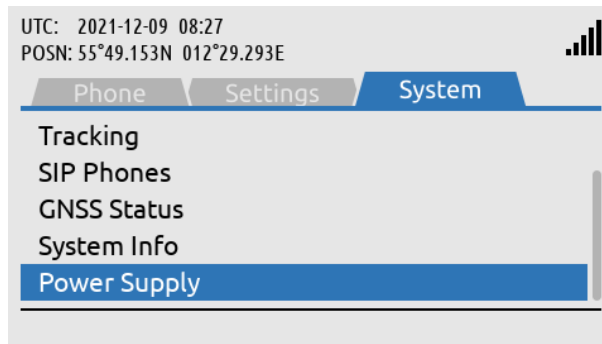 UTC: 2021-12-09 08:27
POSN: 55°49.153N 012°29.293E
Phone Settings System
Tracking
SIP Phones
GNSS Status
System Info
Power Supply